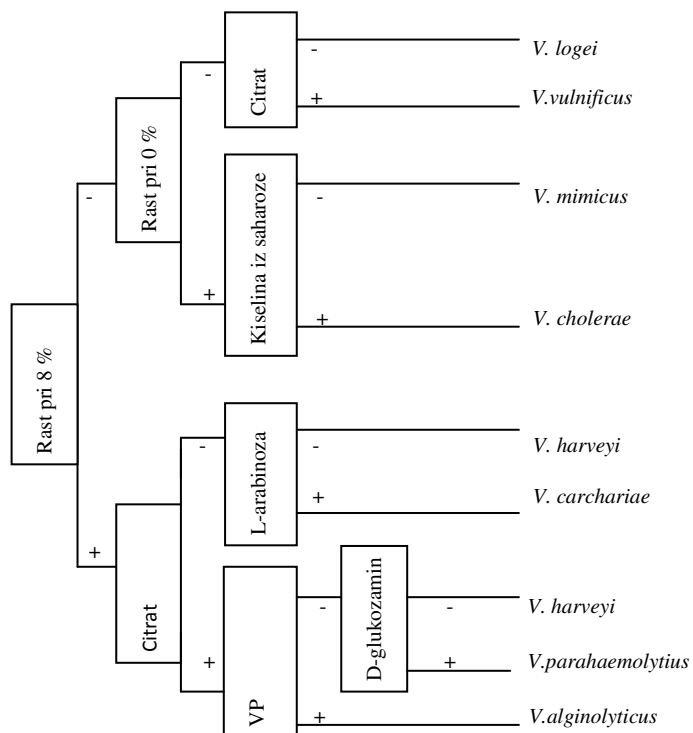 Rast pri 8 %
-
+
Rast pri 0 %
-
+
Citrat
-
+
V. logei
V.vulnificus
Kiselina iz saharoze
-
+
V. mimicus
V. cholerae
Citrat
-
+
L-arabinoza
-
+
V. harveyi
V. carchariae
VP
-
+
D-glukozamin
-
+
V. harveyi
V.parahaemolytius
V.alginolyticus